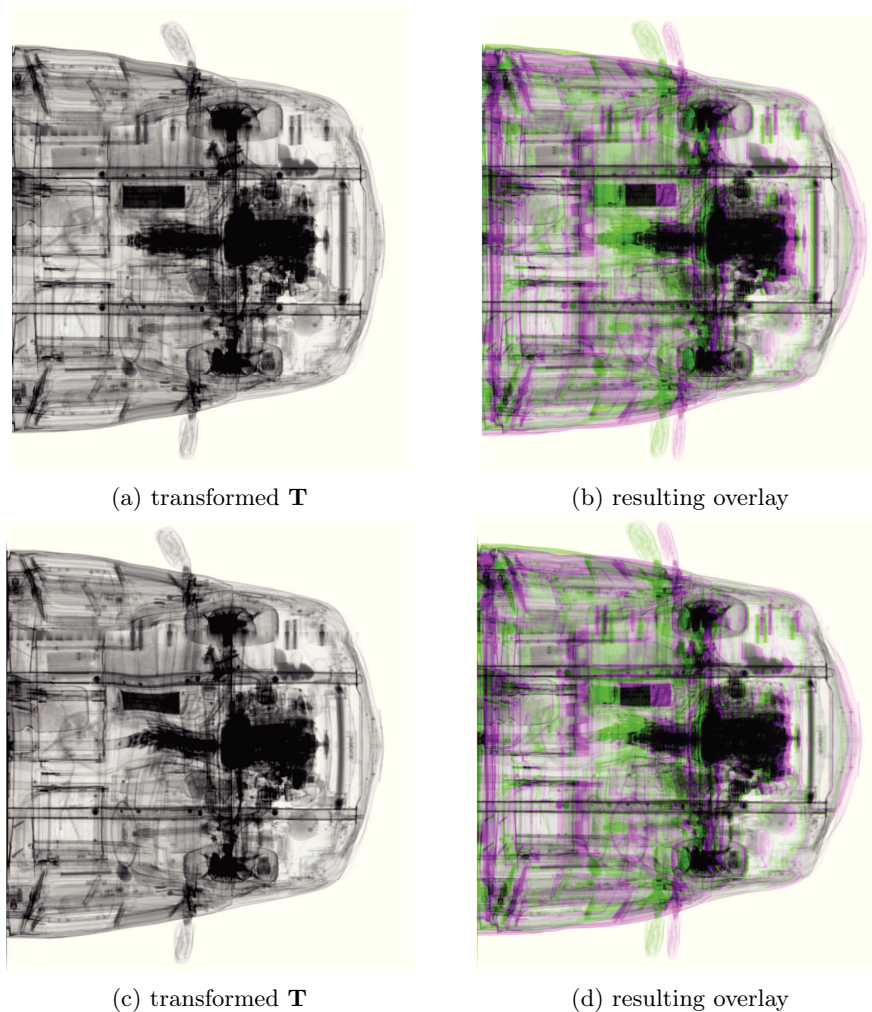 (a) transformed T
(b) resulting overlay
(c) transformed T
(d) resulting overlay